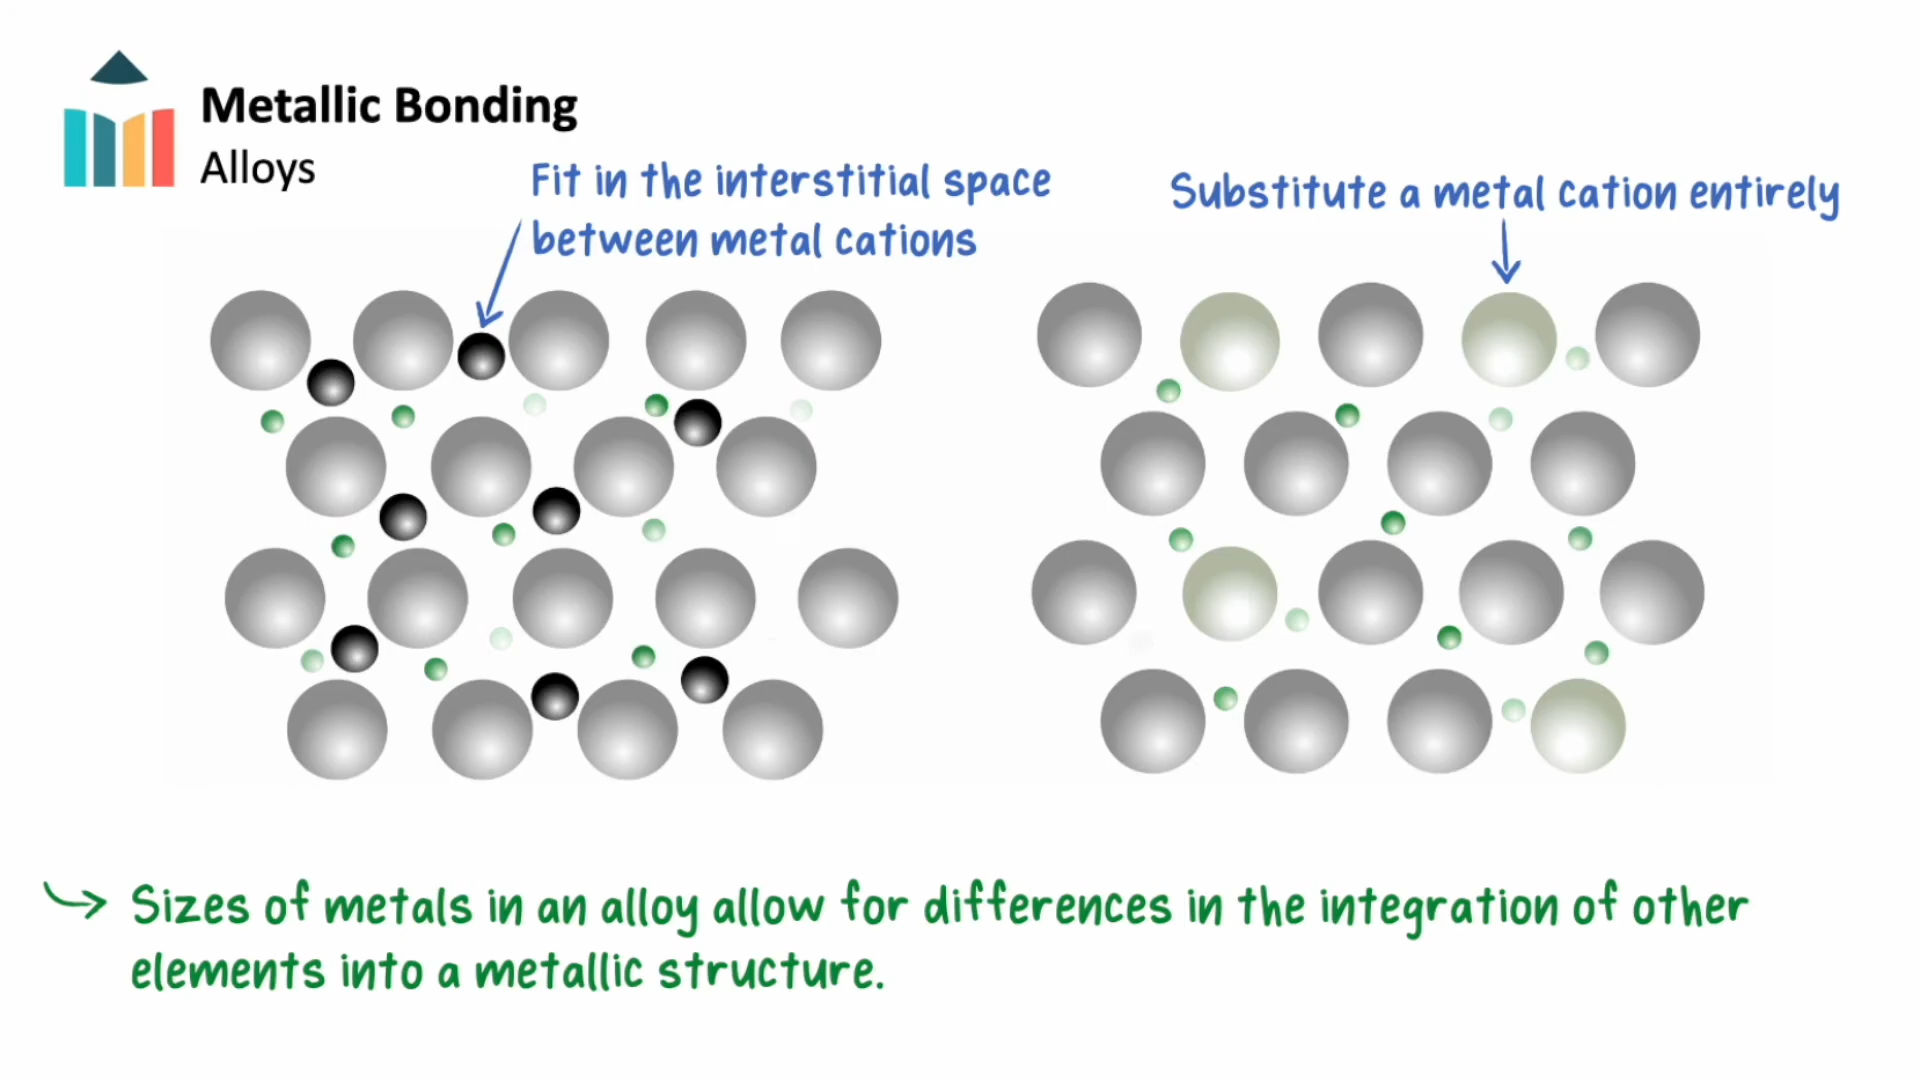 Metallic Bonding
Alloys
Fit in the interstitial space
between metal cations
Substitute a metal cation entirely
Sizes of metals in an alloy allow for differences in the integration of other
elements into a metallic structure.